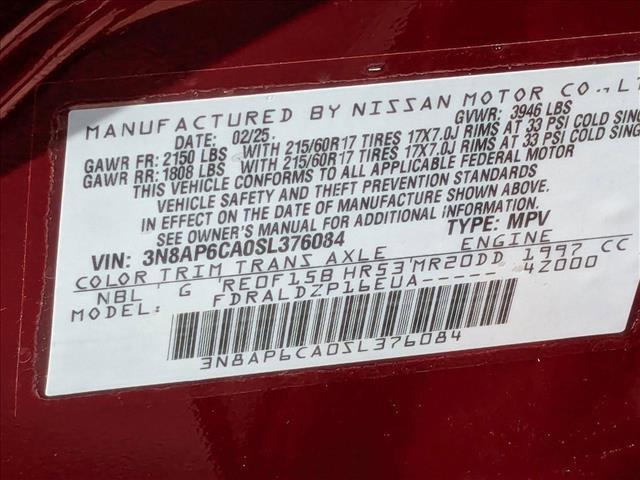 MANUFACTURED BY NISSAN MOTOR CO.,LT
DATE: 02/25. GVWR: 3946 LBS
GAWR FR: 2150 LBS WITH 215/60R17 TIRES 17X7.0J RIMS AT 33 PSI COLD SING
GAWR RR: 1808 LBS WITH 215/60R17 TIRES 17X7.0J RIMS AT 33 PSI COLD SING
THIS VEHICLE CONFORMS TO ALL APPLICABLE FEDERAL MOTOR
VEHICLE SAFETY AND THEFT PREVENTION STANDARDS
IN EFFECT ON THE DATE OF MANUFACTURE SHOWN ABOVE.
SEE OWNER'S MANUAL FOR ADDITIONAL INFORMATION.
VIN: 3N8AP6CA0SL376084 TYPE: MPV
COLOR TRIM TRANS AXLE ENGINE
NBL ' G 'RE0F15B HR53'MR20DD 1997 CC
MODEL: FDRALDZP16EUA----- 4Z000
3N8AP6CA0SL376084